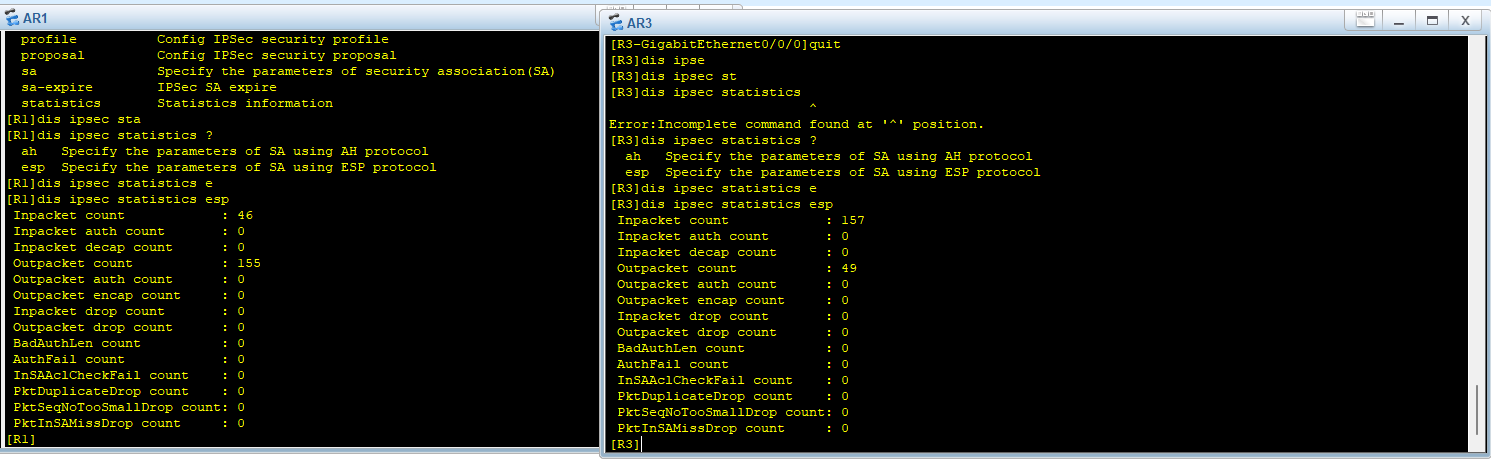 AR1
profile Config IPSec security profile
proposal Config IPSec security proposal
sa Specify the parameters of security association(SA)
sa-expire IPSec SA expire
statistics Statistics information
[R1]dis ipsec sta
[R1]dis ipsec statistics ?
ah Specify the parameters of SA using AH protocol
esp Specify the parameters of SA using ESP protocol
[R1]dis ipsec statistics e
[R1]dis ipsec statistics esp
Inpacket count : 46
Inpacket auth count : 0
Inpacket decap count : 0
Outpacket count : 155
Outpacket auth count : 0
Outpacket encap count : 0
Inpacket drop count : 0
Outpacket drop count : 0
BadAuthLen count : 0
AuthFail count : 0
InSAAclCheckFail count : 0
PktDuplicateDrop count : 0
PktSeqNoTooSmallDrop count: 0
PktInSAMissDrop count : 0
[R1]
AR3
[R3-GigabitEthernet0/0/0]quit
[R3]dis ipse
[R3]dis ipsec st
[R3]dis ipsec statistics
^
Error:Incomplete command found at '^' position.
[R3]dis ipsec statistics ?
ah Specify the parameters of SA using AH protocol
esp Specify the parameters of SA using ESP protocol
[R3]dis ipsec statistics e
[R3]dis ipsec statistics esp
Inpacket count : 157
Inpacket auth count : 0
Inpacket decap count : 0
Outpacket count : 49
Outpacket auth count : 0
Outpacket encap count : 0
Inpacket drop count : 0
Outpacket drop count : 0
BadAuthLen count : 0
AuthFail count : 0
InSAAclCheckFail count : 0
PktDuplicateDrop count : 0
PktSeqNoTooSmallDrop count: 0
PktInSAMissDrop count : 0
[R3]